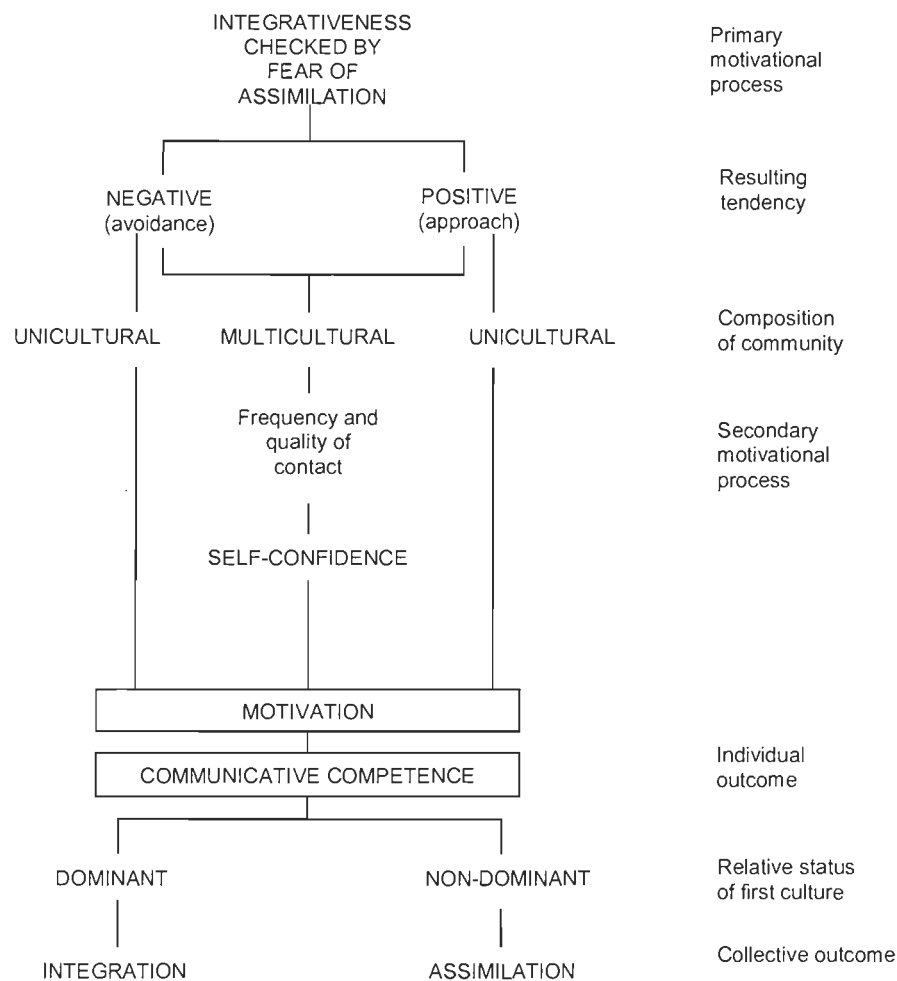 INTEGRATIVENESS
CHECKED BY
FEAR OF
ASSIMILATION
Primary
motivational
process
NEGATIVE
(avoidance)
POSITIVE
(approach)
Resulting
tendency
UNICULTURAL
MULTICULTURAL
UNICULTURAL
Composition
of community
Frequency and
quality of
contact
Secondary
motivational
process
SELF-CONFIDENCE
MOTIVATION
COMMUNICATIVE COMPETENCE
Individual
outcome
DOMINANT
NON-DOMINANT
Relative status
of first culture
INTEGRATION
ASSIMILATION
Collective outcome